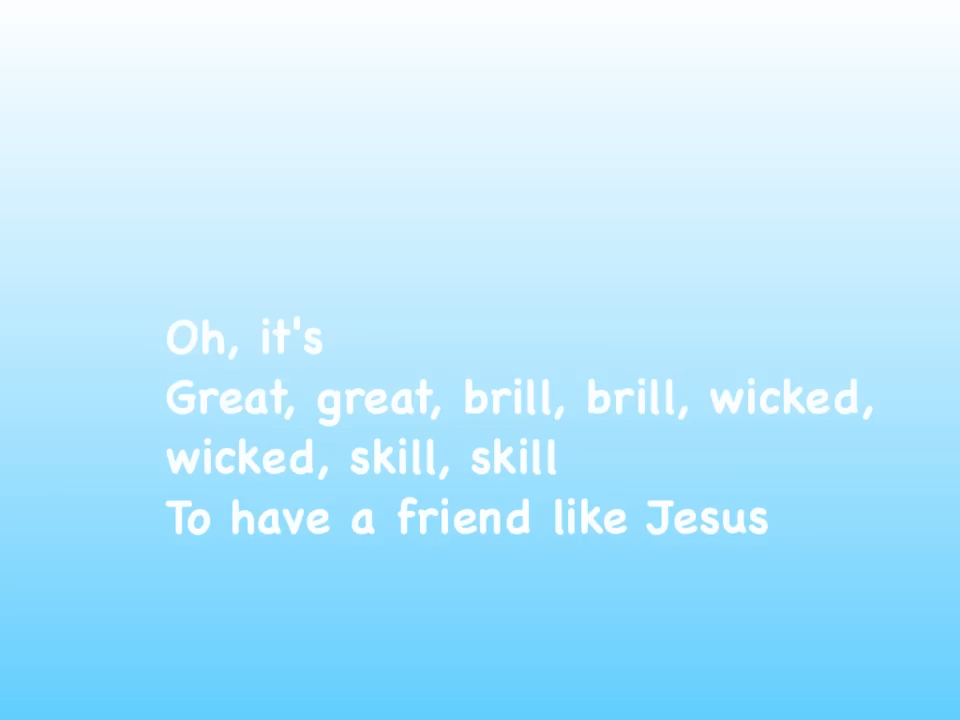 Oh, it's
Great, great, brill, brill, wicked,
wicked, skill, skill
To have a friend like Jesus